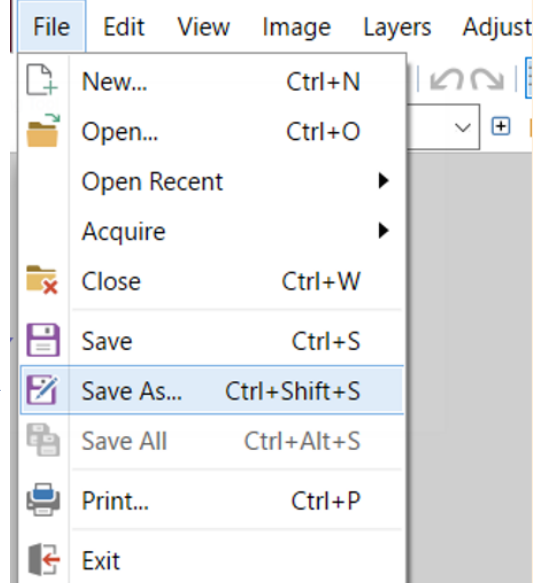 File Edit View Image Layers Adjust
New... Ctrl+N
Open... Ctrl+O
Open Recent
Acquire
Close Ctrl+W
Save Ctrl+S
Save As... Ctrl+Shift+S
Save All Ctrl+Alt+S
Print... Ctrl+P
Exit